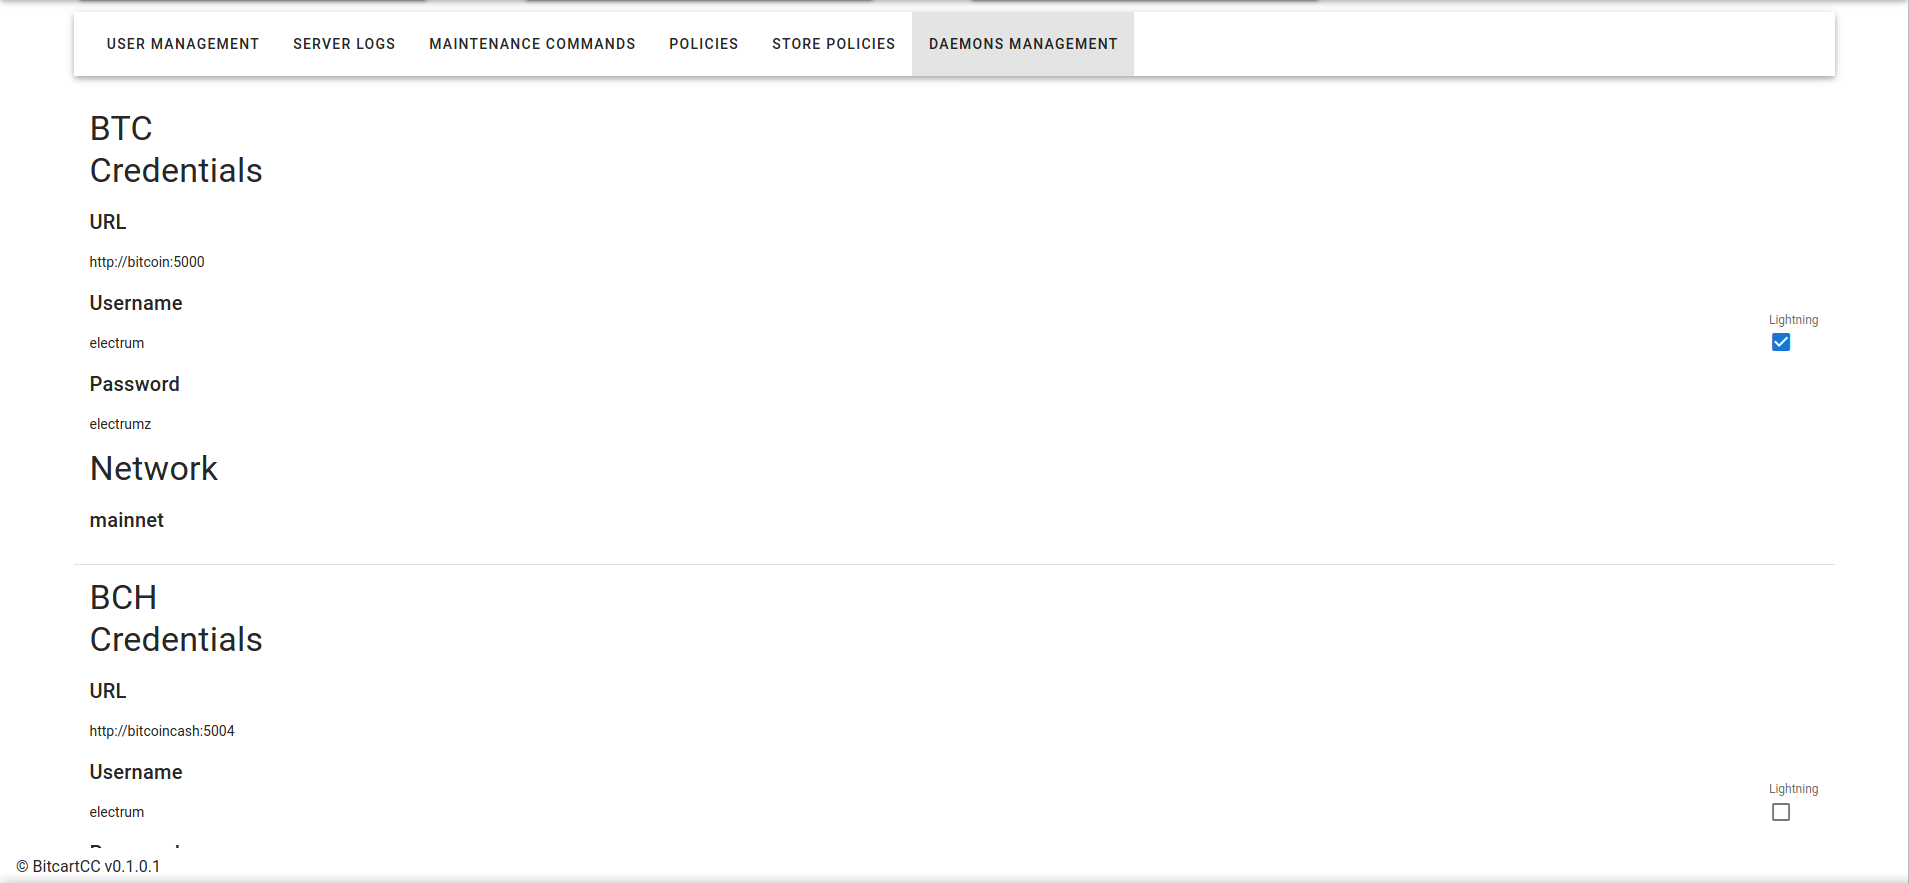 USER MANAGEMENT SERVER LOGS MAINTENANCE COMMANDS POLICIES STORE POLICIES DAEMONS MANAGEMENT
BTC
Credentials
URL
http://bitcoin:5000
Username
Lightning
electrum
Password
electrumz
Network
mainnet
BCH
Credentials
URL
http://bitcoincash:5004
Username
Lightning
electrum
© BitcartCC v0.1.0.1